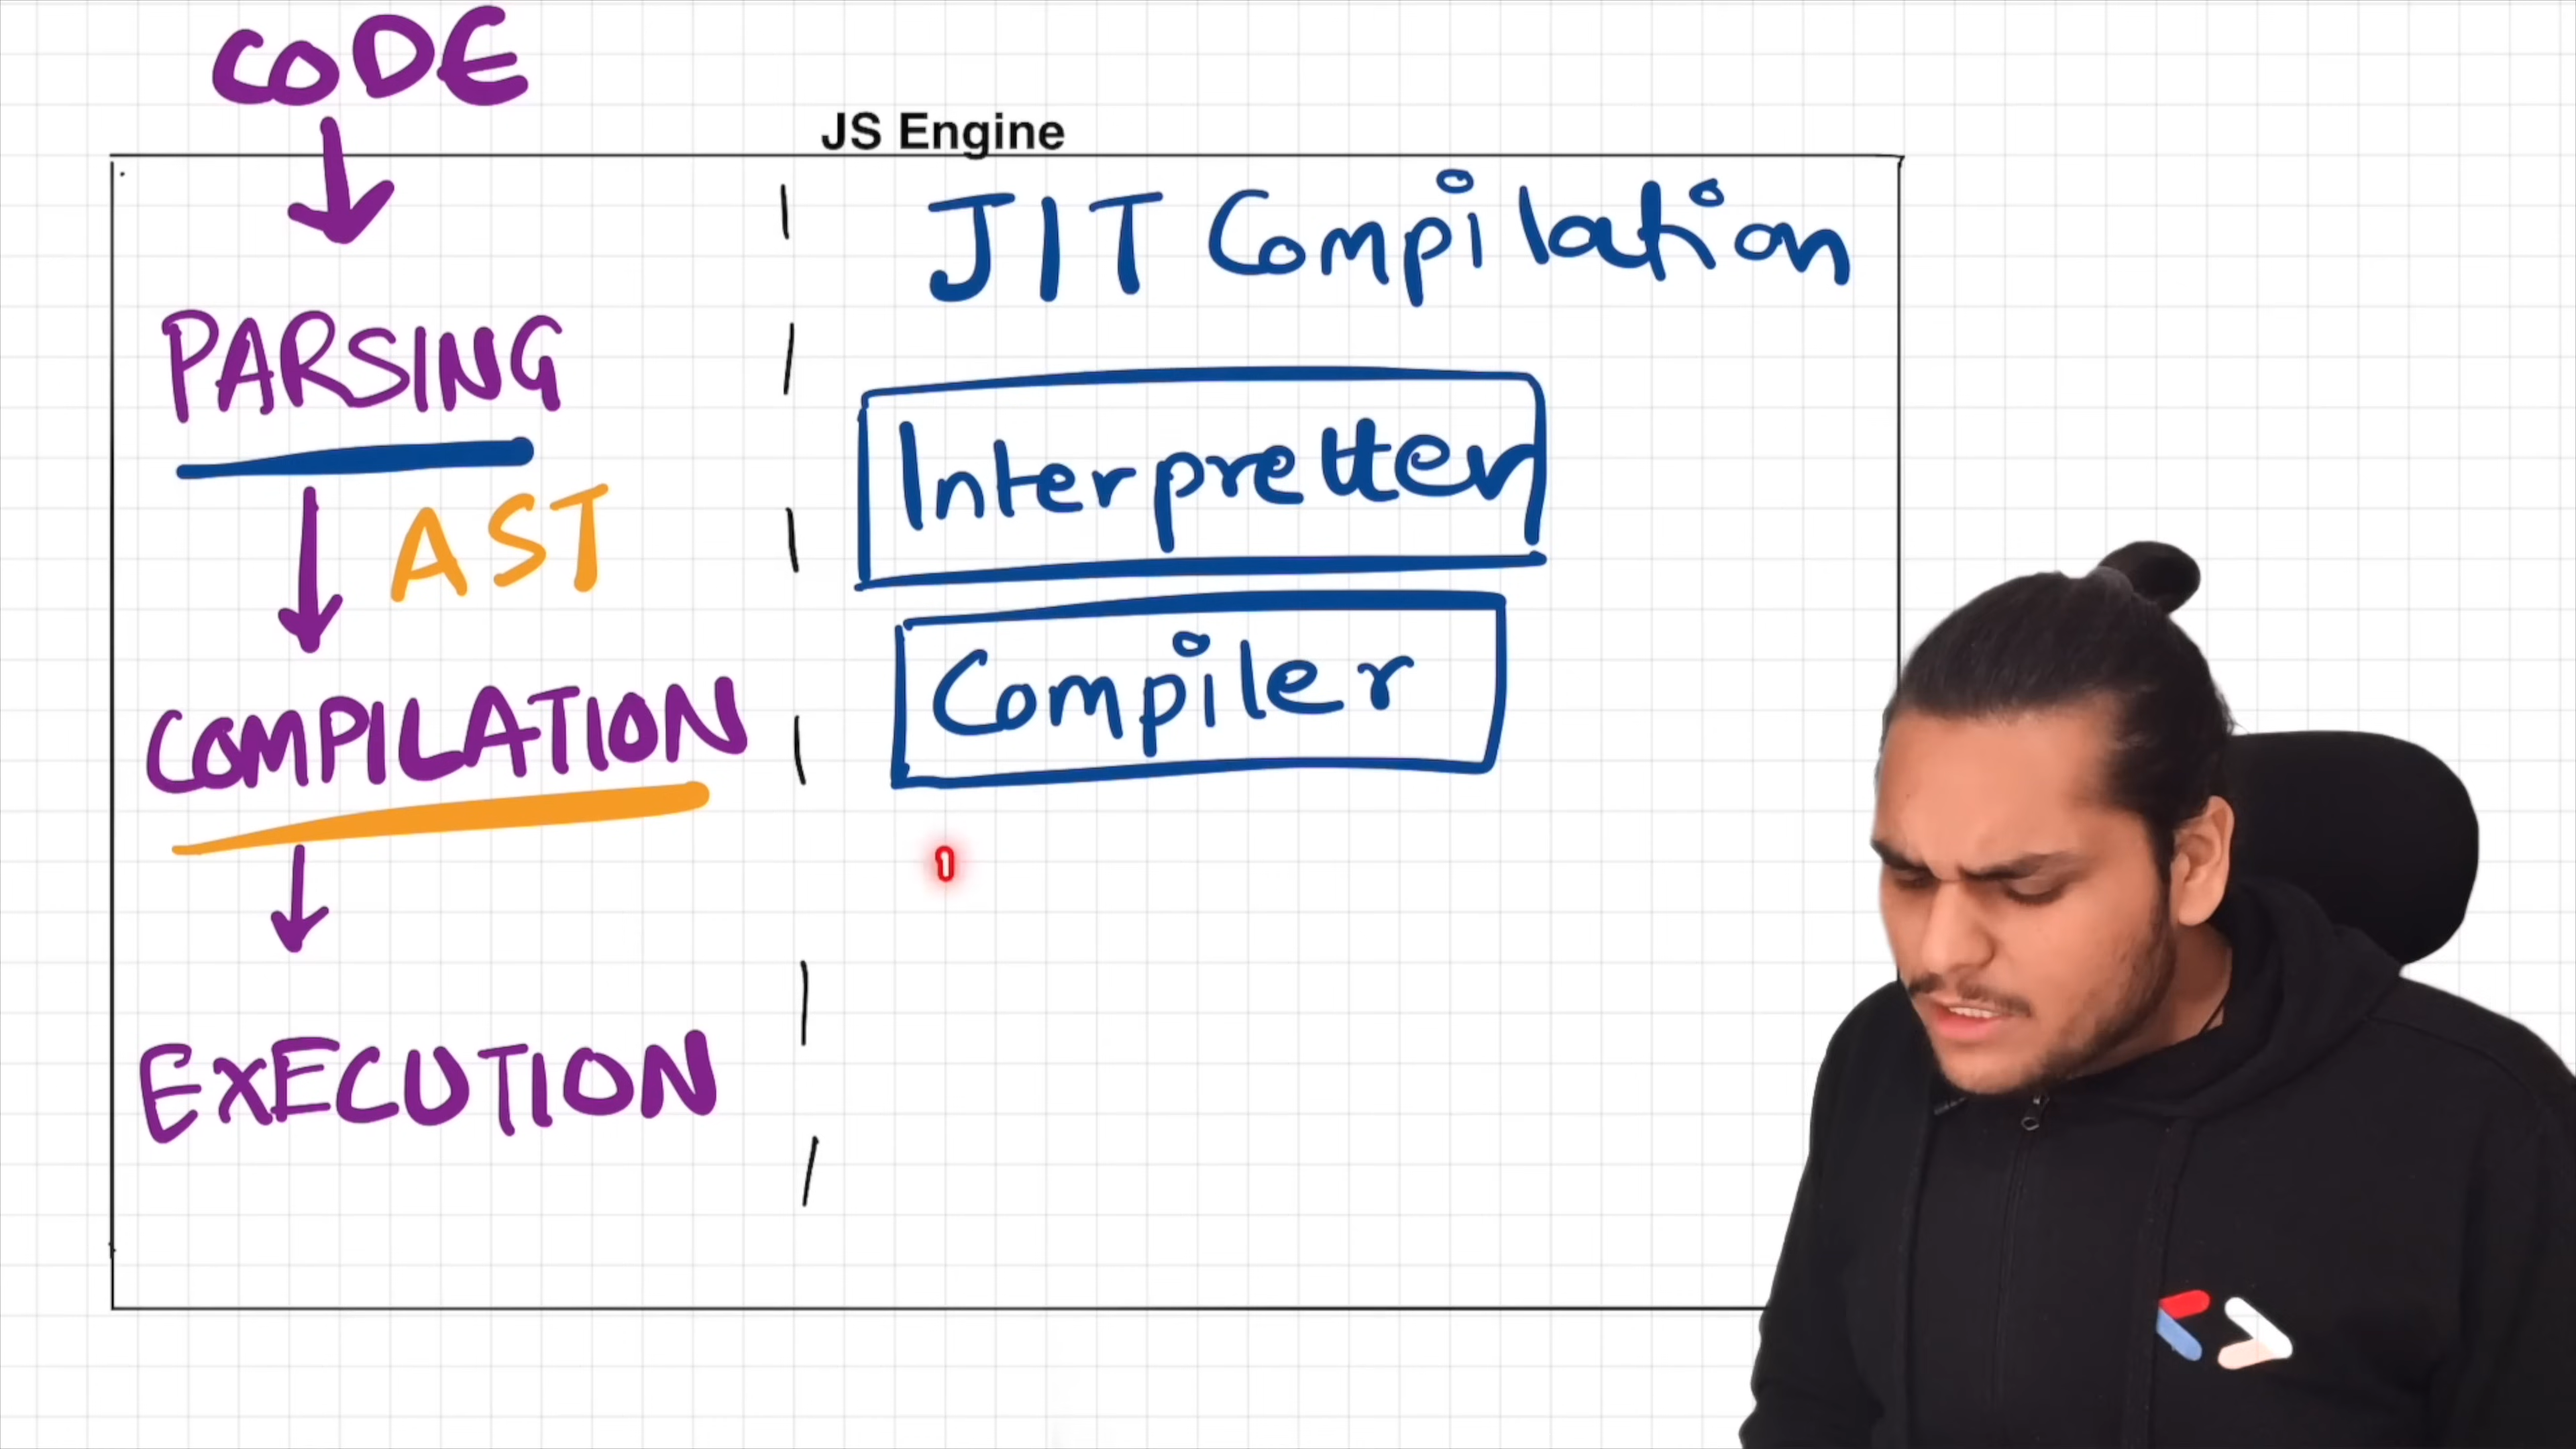 CODE
JS Engine
PARSING
AST
COMPILATION
EXECUTION
JIT Compilation
Interpretter
Compiler